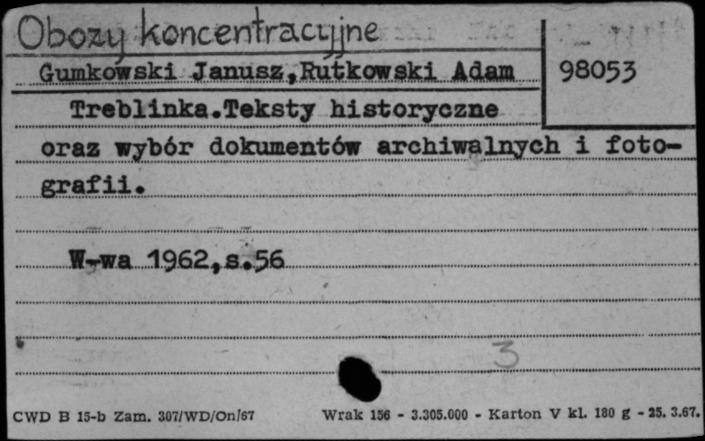 Obozy koncentracyjne
Gumkowski Janusz,Rutkowski Adam
98053
Treblinka.Teksty historyczne
oraz wybór dokumentów archiwalnych i foto-
grafii.
W-wa 1962,s.56
3
CWD B 15-b Zam. 307/WD/On/67 Wrak 156 - 3.305.000 - Karton V kl. 180 g - 25. 3.67.